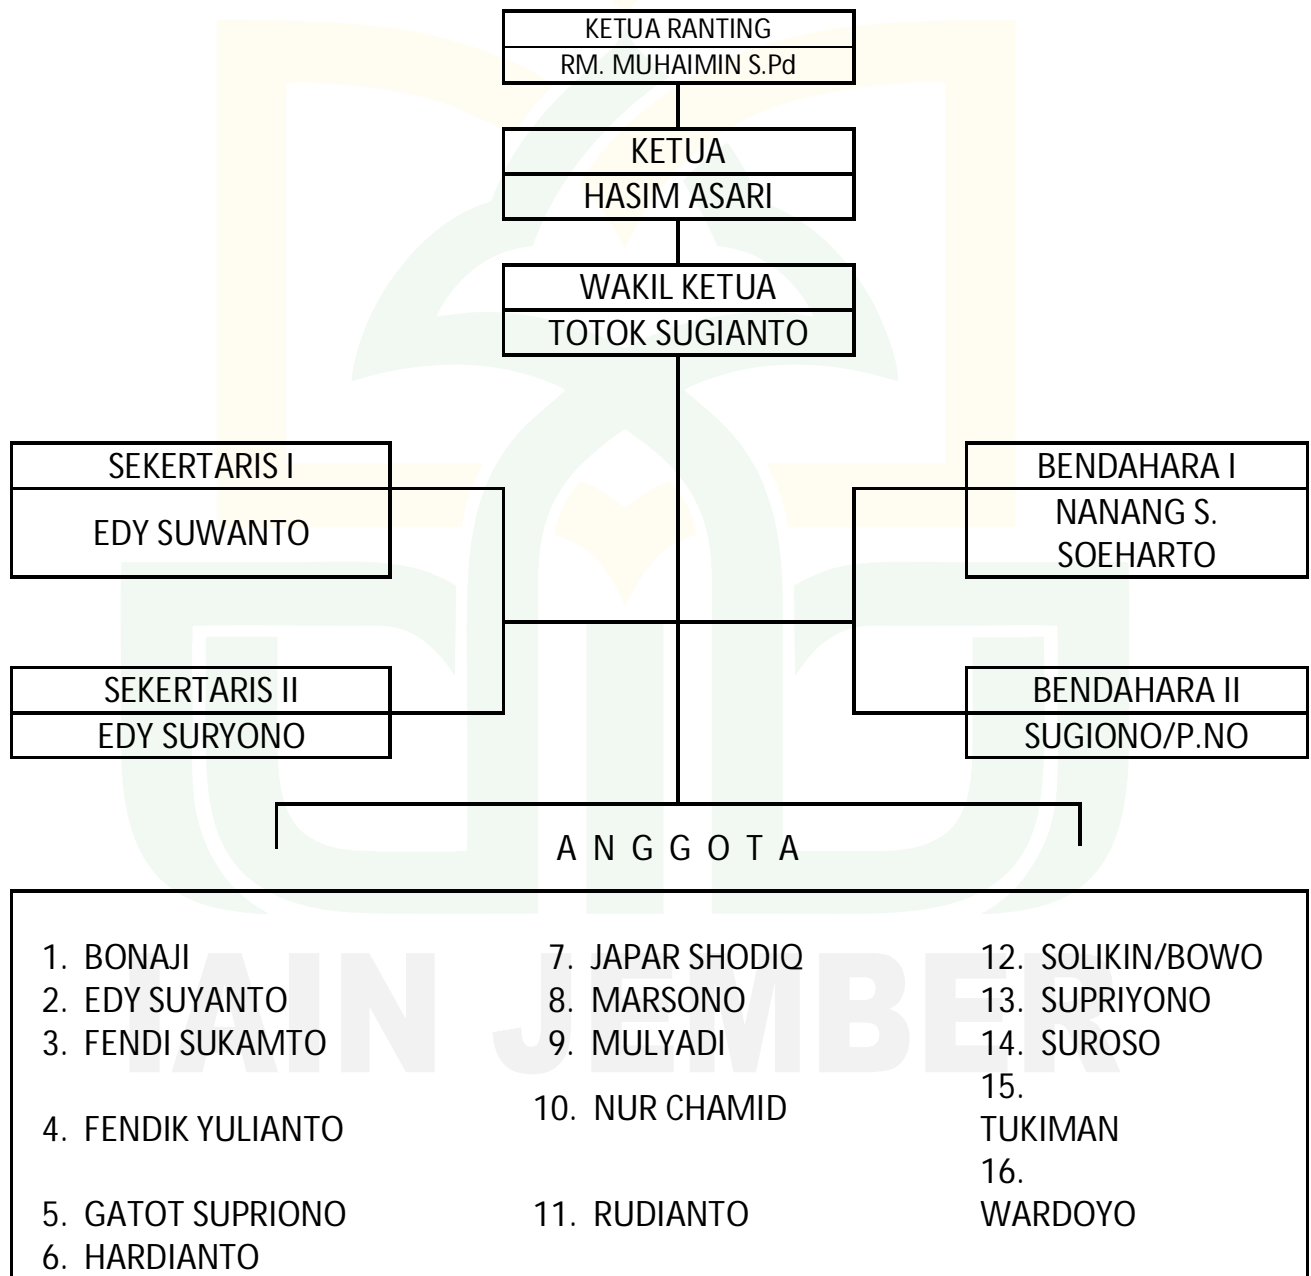 KETUA RANTING
RM. MUHAIMIN S.Pd
KETUA
HASIM ASARI
WAKIL KETUA
TOTOK SUGIANTO
SEKERTARIS I
EDY SUWANTO
BENDAHARA I
NANANG S.
SOEHARTO
SEKERTARIS II
EDY SURYONO
BENDAHARA II
SUGIONO/P.NO
A N G G O T A
1. BONAJI
2. EDY SUYANTO
3. FENDI SUKAMTO
4. FENDIK YULIANTO
5. GATOT SUPRIONO
6. HARDIANTO
7. JAPAR SHODIQ
8. MARSONO
9. MULYADI
10. NUR CHAMID
11. RUDIANTO
12. SOLIKIN/BOWO
13. SUPRIYONO
14. SUROSO
15.
TUKIMAN
16.
WARDOYO
IAIN JEMBER